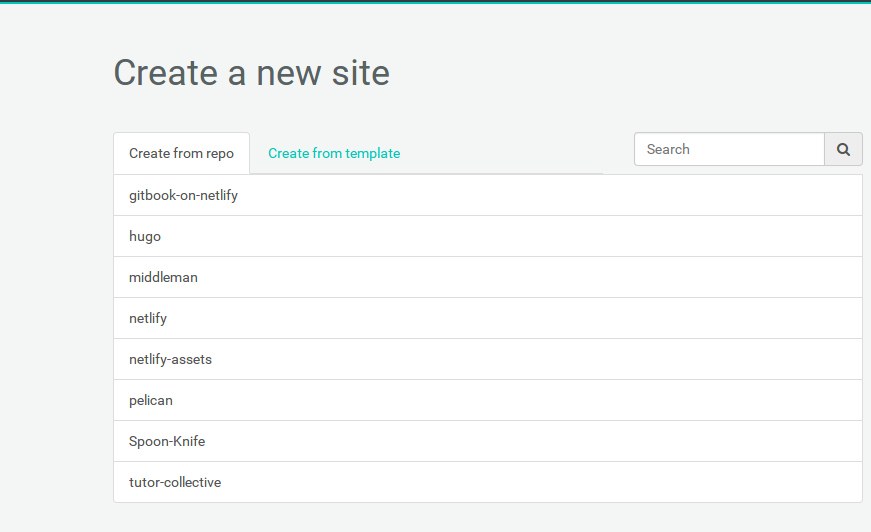 Create a new site
Create from repo
Create from template
Search
gitbook-on-netlify
hugo
middleman
netlify
netlify-assets
pelican
Spoon-Knife
tutor-collective